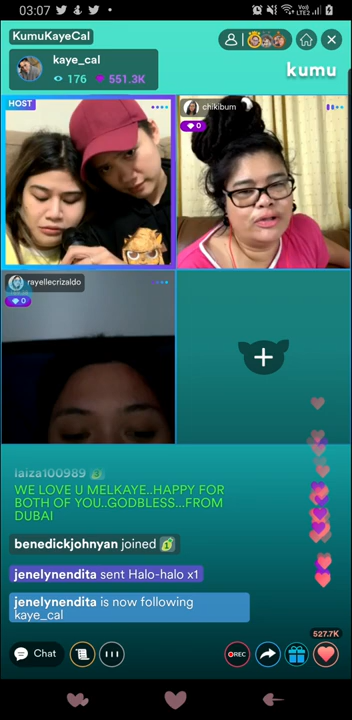 03:07
KumuKayeCal
kaye_cal
176 551.3K
kumu
HOST
chikibum
0
rayellecrizaldo
0
laiza100989 3
WE LOVE U MELKAYE..HAPPY FOR
BOTH OF YOU..GODBLESS...FROM
DUBAI
benedickjohnyan joined 1
jenelynendita sent Halo-halo x1
jenelynendita is now following
kaye_cal
527.7K
Chat
REC